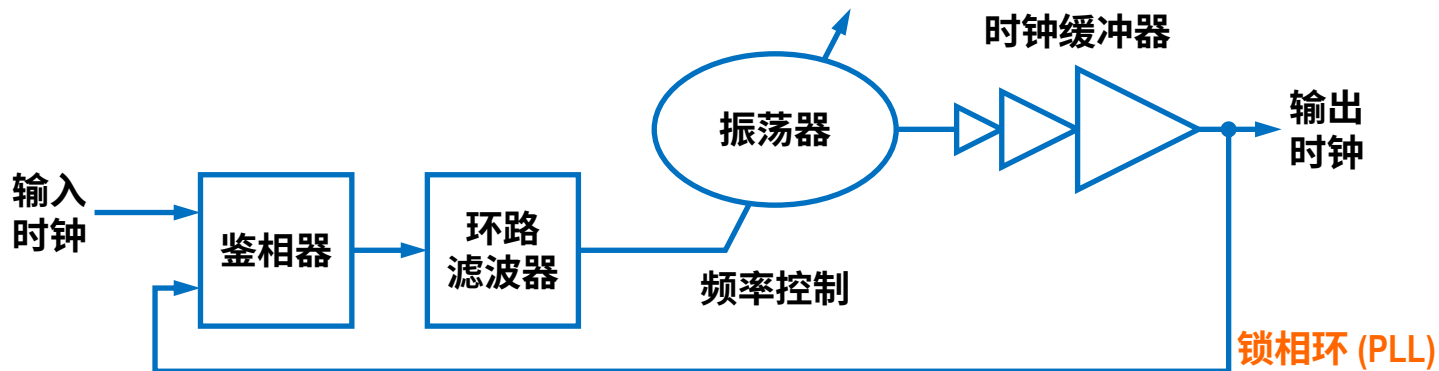 时钟缓冲器
振荡器
输出
时钟
输入
时钟
鉴相器
环路
滤波器
频率控制
锁相环 (PLL)